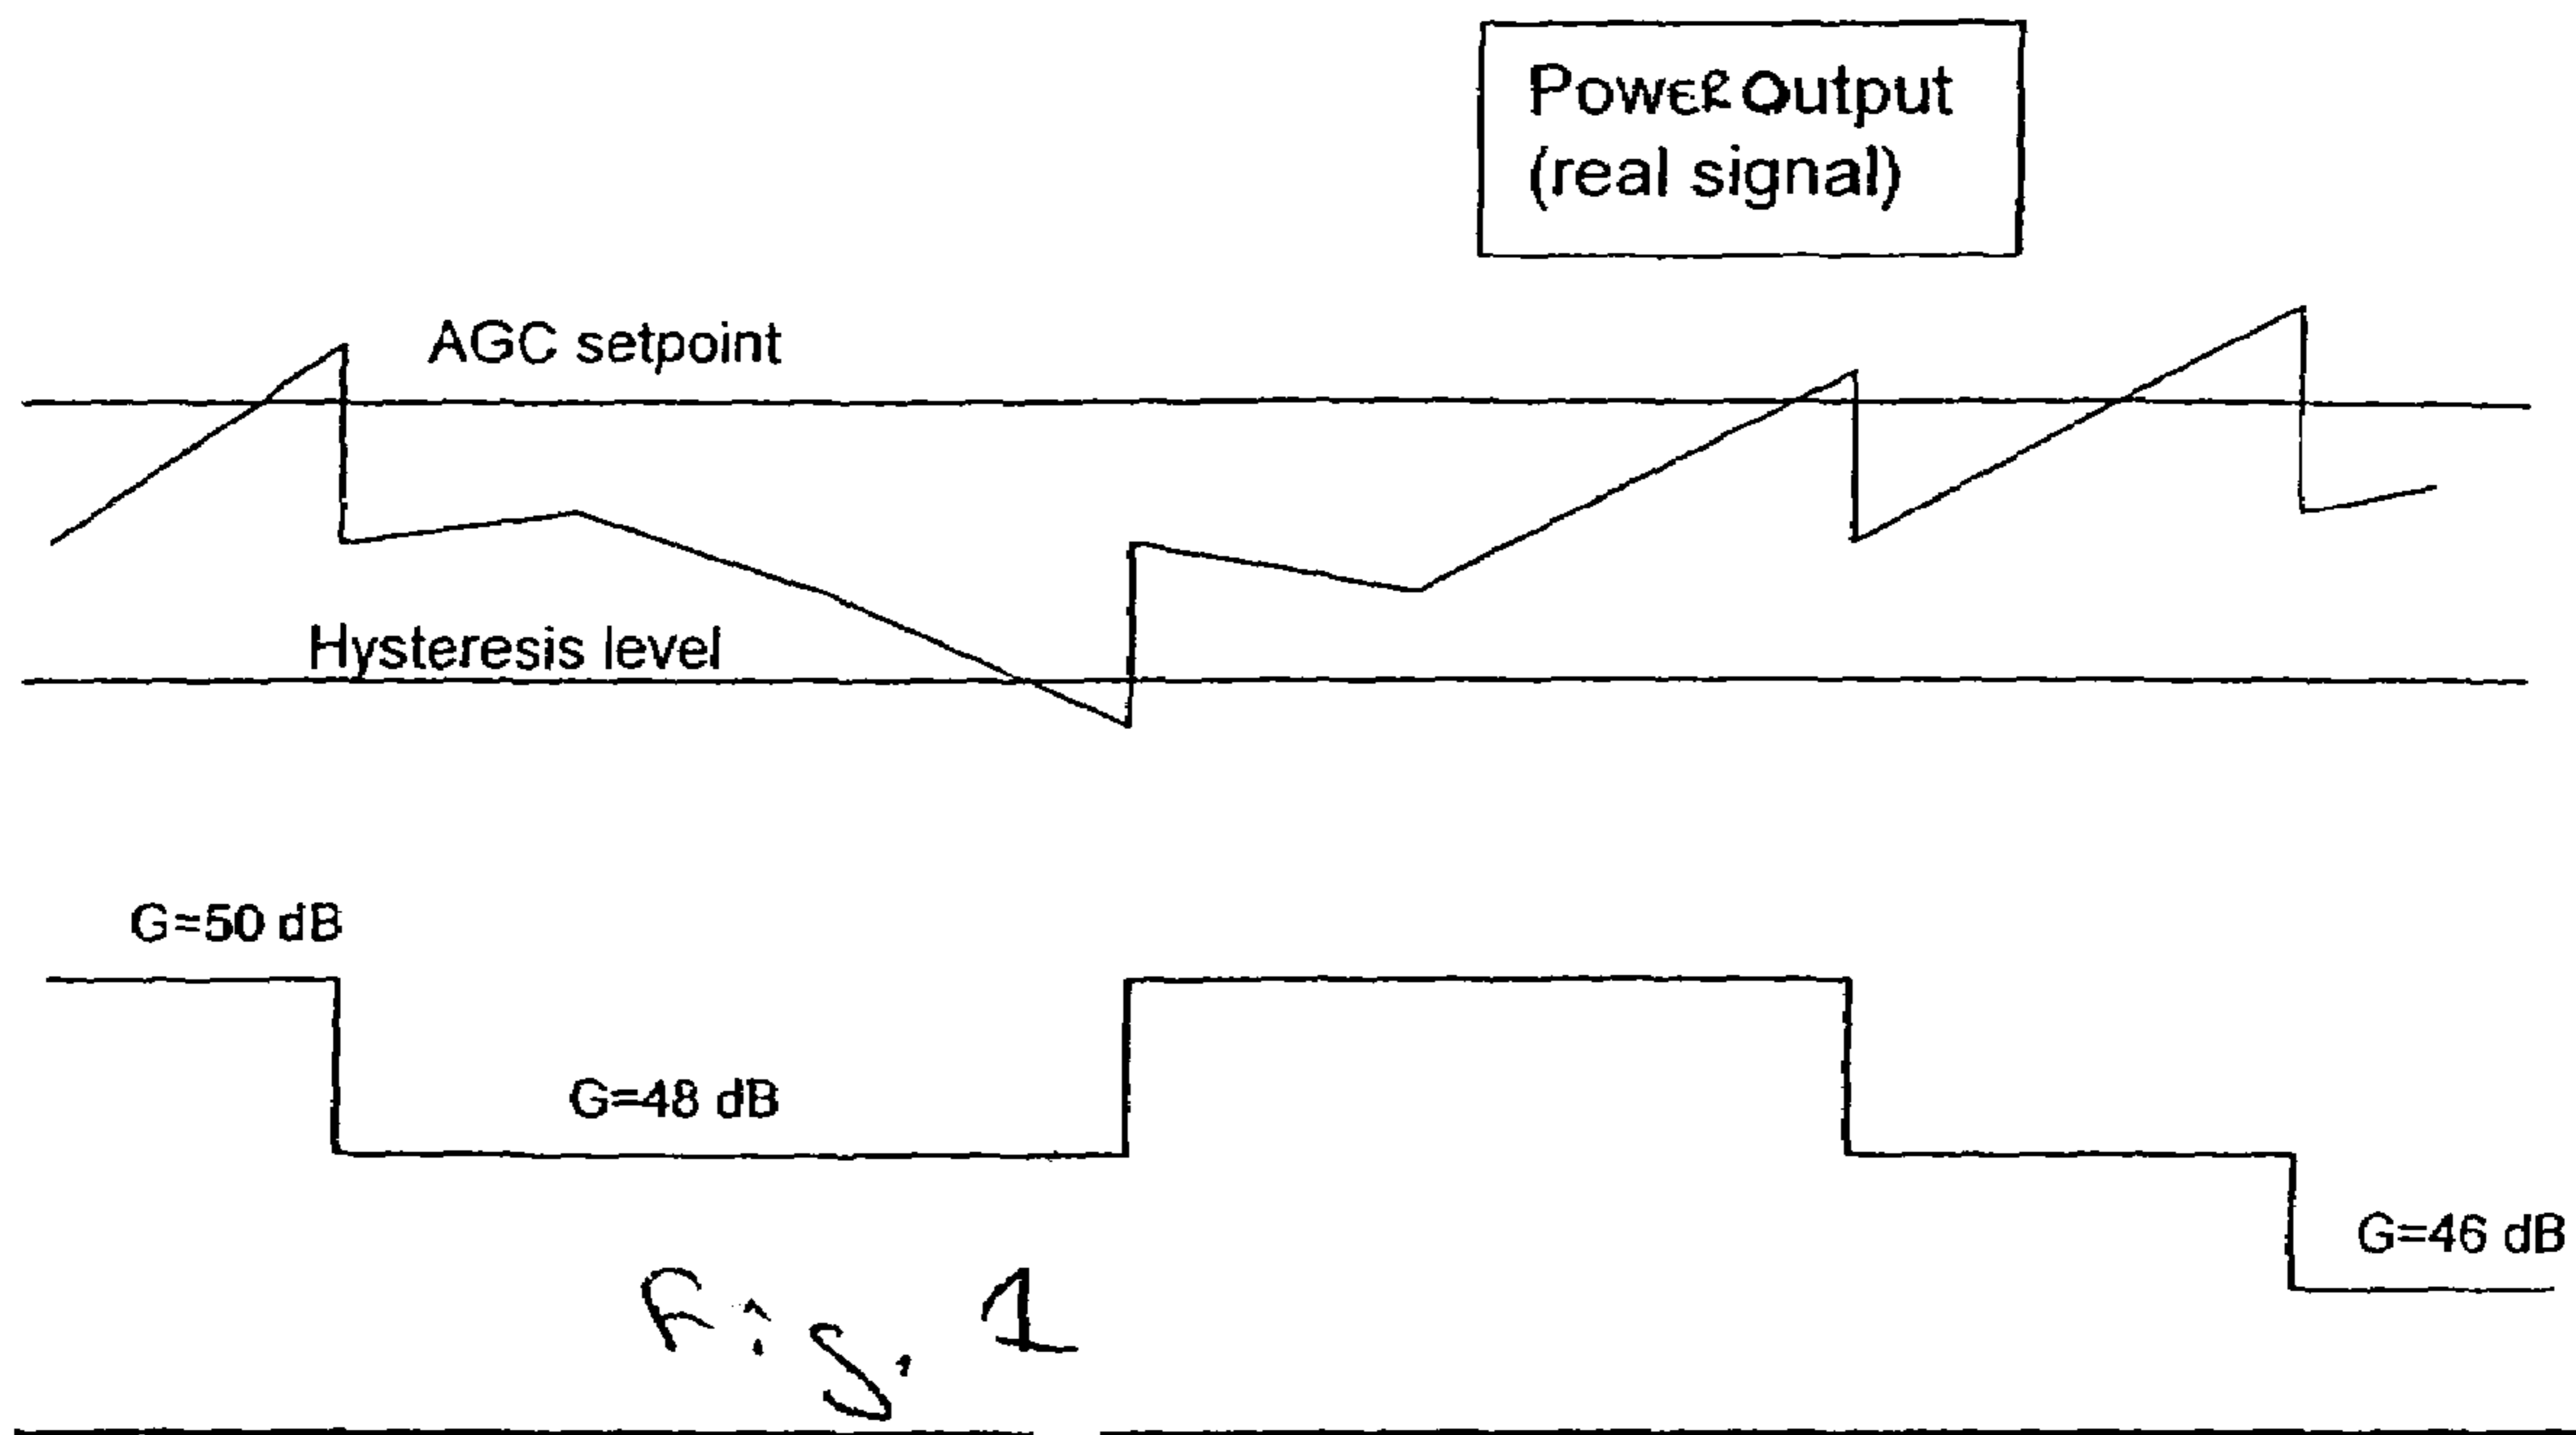 Power Output
(real signal)
AGC setpoint
Hysteresis level
G=50 dB
G=48 dB
G=46 dB
Fig. 1